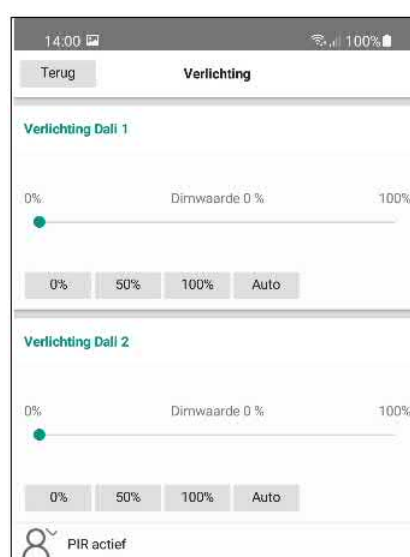 14:00 100%
Terug Verlichting
Verlichting Dali 1
0% Dimwaarde 0 % 100%
0% 50% 100% Auto
Verlichting Dali 2
0% Dimwaarde 0 % 100%
0% 50% 100% Auto
PIR actief